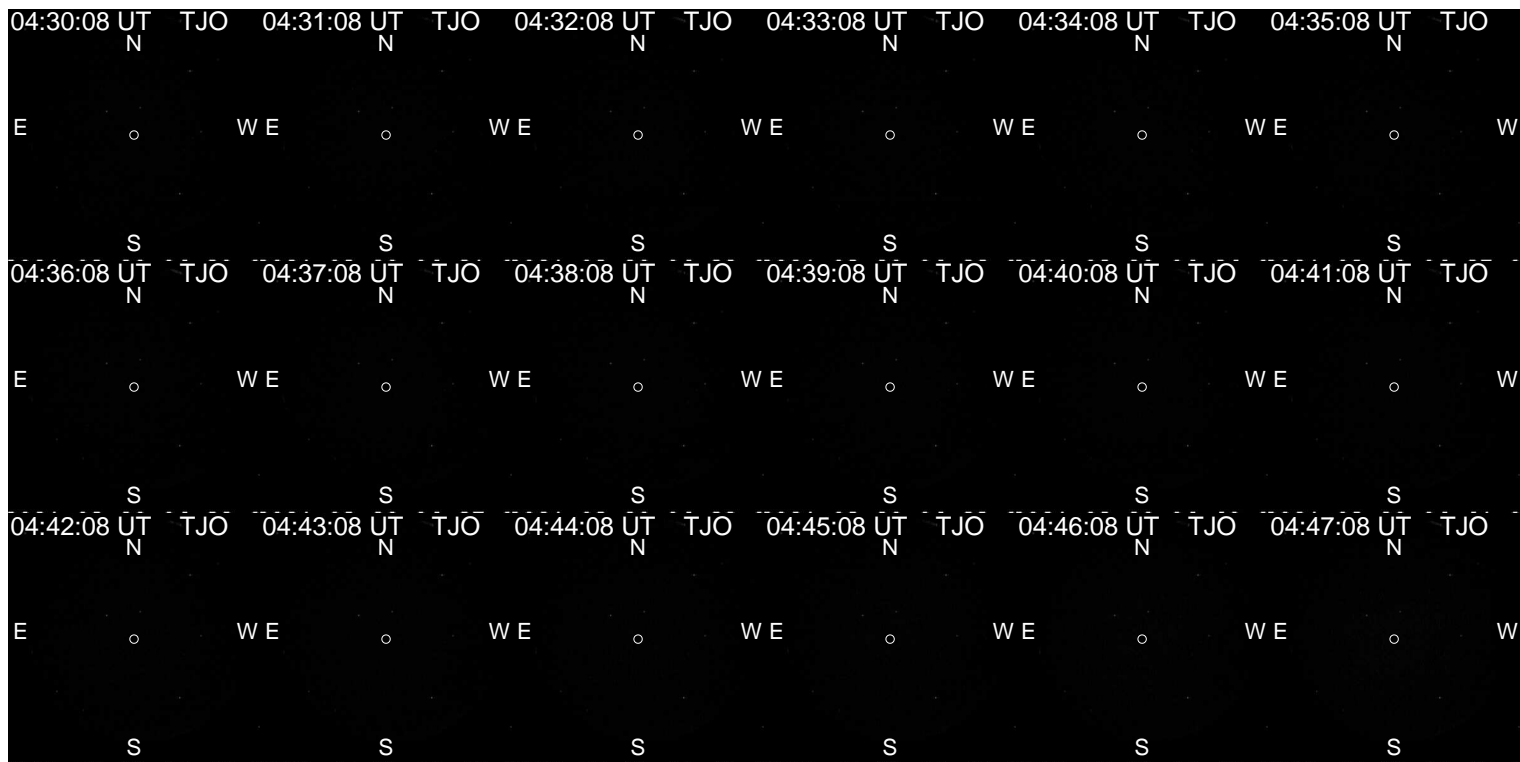 04:30:08 UT TJO 04:31:08 UT TJO 04:32:08 UT TJO 04:33:08 UT TJO 04:34:08 UT TJO 04:35:08 UT TJO
N N N N N N
E W E W E W E W E W E W
S S S S S S
04:36:08 UT TJO 04:37:08 UT TJO 04:38:08 UT TJO 04:39:08 UT TJO 04:40:08 UT TJO 04:41:08 UT TJO
N N N N N N
E W E W E W E W E W E W
S S S S S S
04:42:08 UT TJO 04:43:08 UT TJO 04:44:08 UT TJO 04:45:08 UT TJO 04:46:08 UT TJO 04:47:08 UT TJO
N N N N N N
E W E W E W E W E W E W
S S S S S S